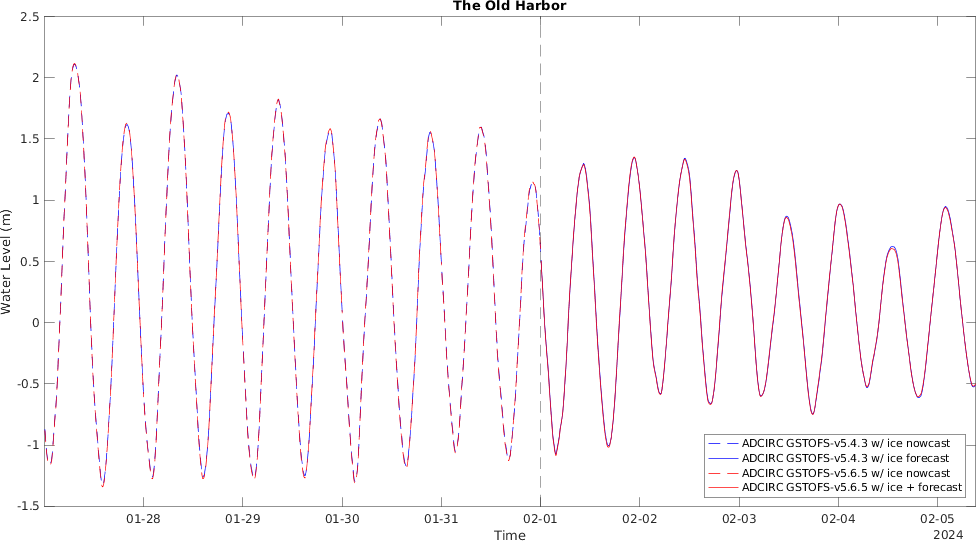 The Old Harbor
2.5
2
1.5
1
0.5
0
-0.5
-1
-1.5
Water Level (m)
ADCIRC GSTOFS-v5.4.3 w/ ice nowcast
ADCIRC GSTOFS-v5.4.3 w/ ice forecast
ADCIRC GSTOFS-v5.6.5 w/ ice nowcast
ADCIRC GSTOFS-v5.6.5 w/ ice + forecast
01-28 01-29 01-30 01-31 02-01 02-02 02-03 02-04 02-05
Time 2024